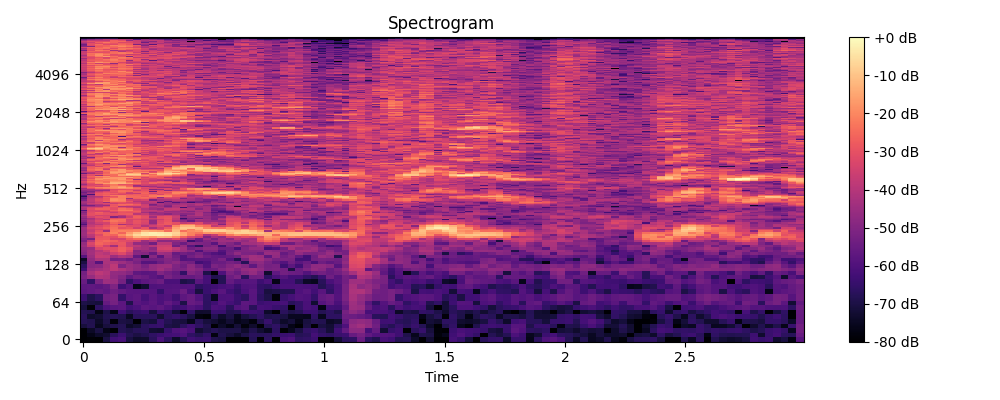 Spectrogram
Hz
4096
2048
1024
512
256
128
64
0
0
0.5
1
1.5
2
2.5
Time
+0 dB
-10 dB
-20 dB
-30 dB
-40 dB
-50 dB
-60 dB
-70 dB
-80 dB